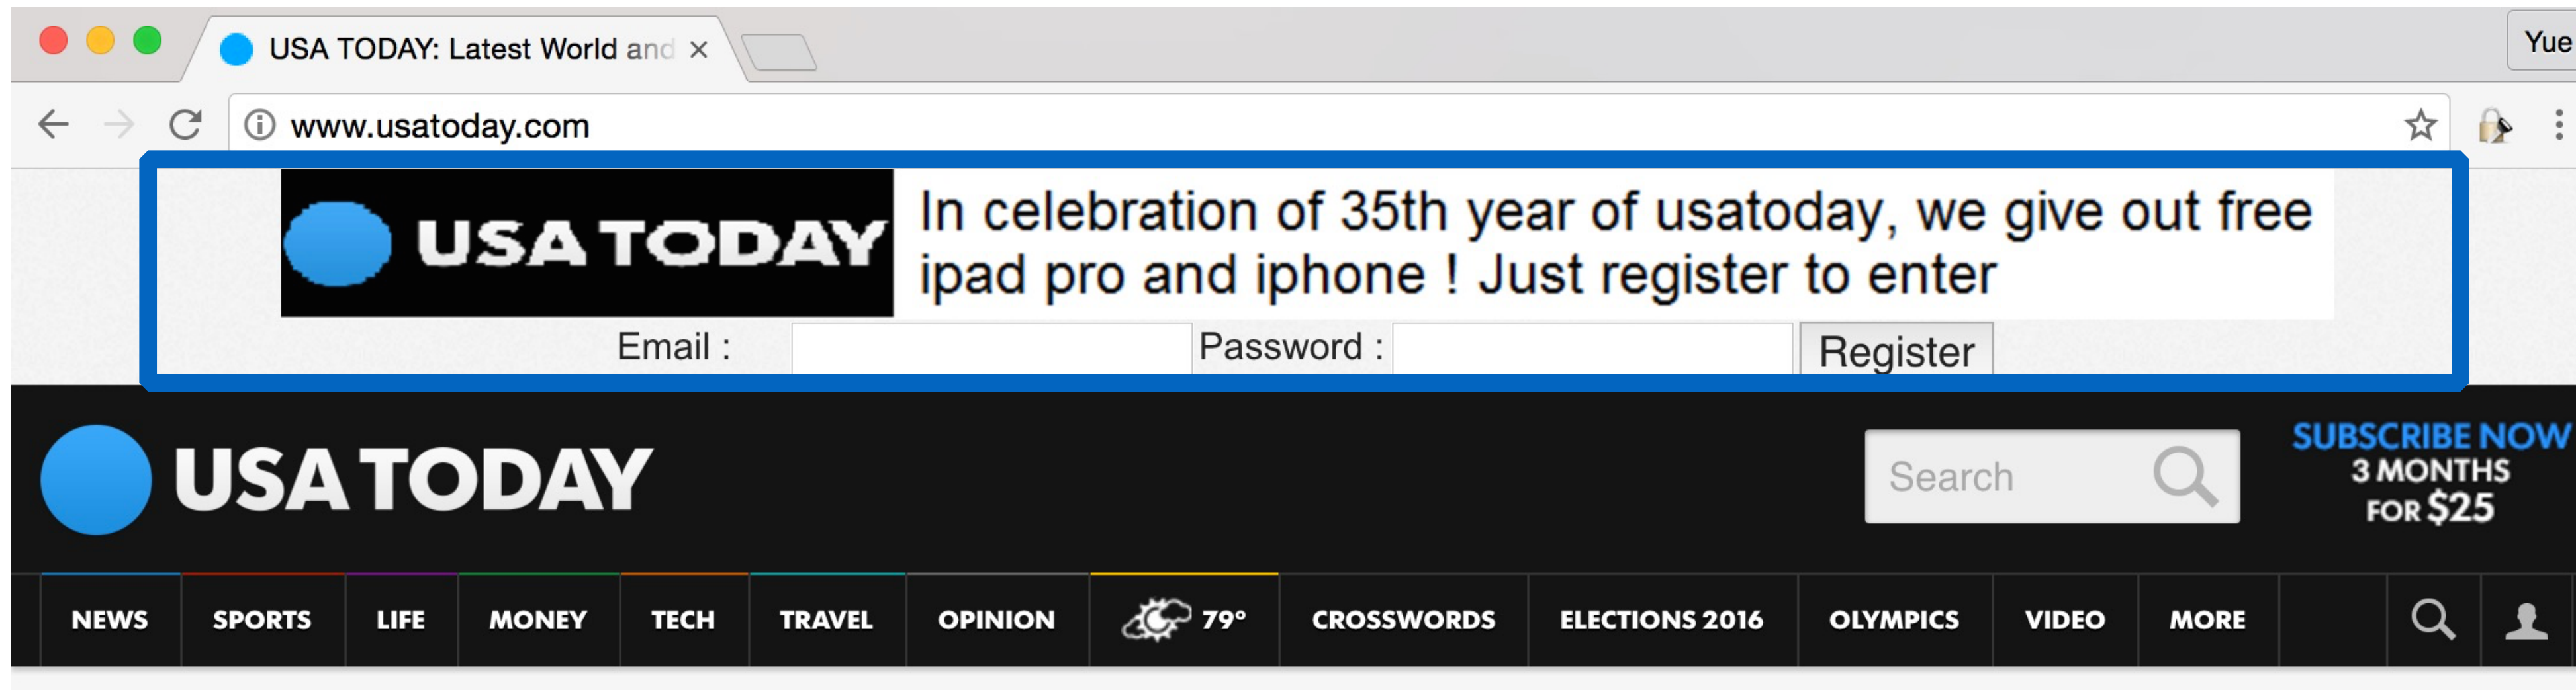 USA TODAY: Latest World and
Yue
www.usatoday.com
USA TODAY
In celebration of 35th year of usatoday, we give out free
ipad pro and iphone ! Just register to enter
Email :
Password :
Register
USA TODAY
Search
SUBSCRIBE NOW
3 MONTHS
FOR $25
NEWS
SPORTS
LIFE
MONEY
TECH
TRAVEL
OPINION
79°
CROSSWORDS
ELECTIONS 2016
OLYMPICS
VIDEO
MORE